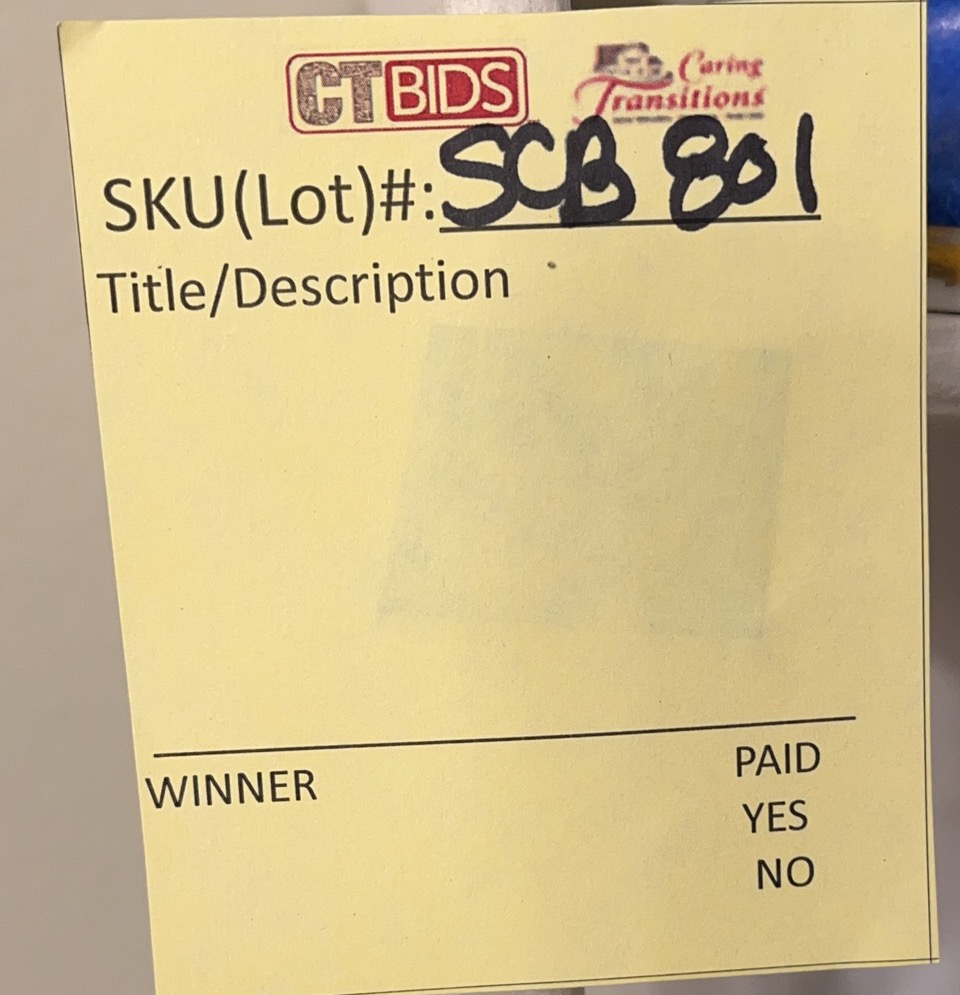 CTBIDS
Caring
Transitions
SKU(Lot)#: SCB 801
Title/Description
WINNER
PAID
YES
NO